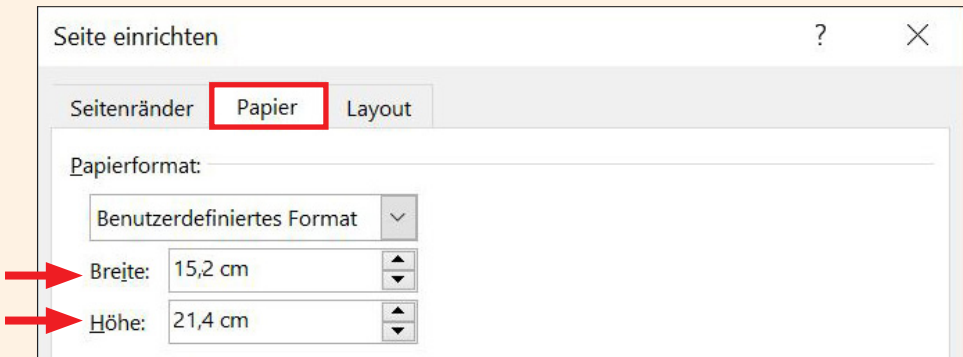 Seite einrichten ?
Seitenränder Papier Layout
Papierformat:
Benutzerdefiniertes Format
Breite: 15,2 cm
Höhe: 21,4 cm